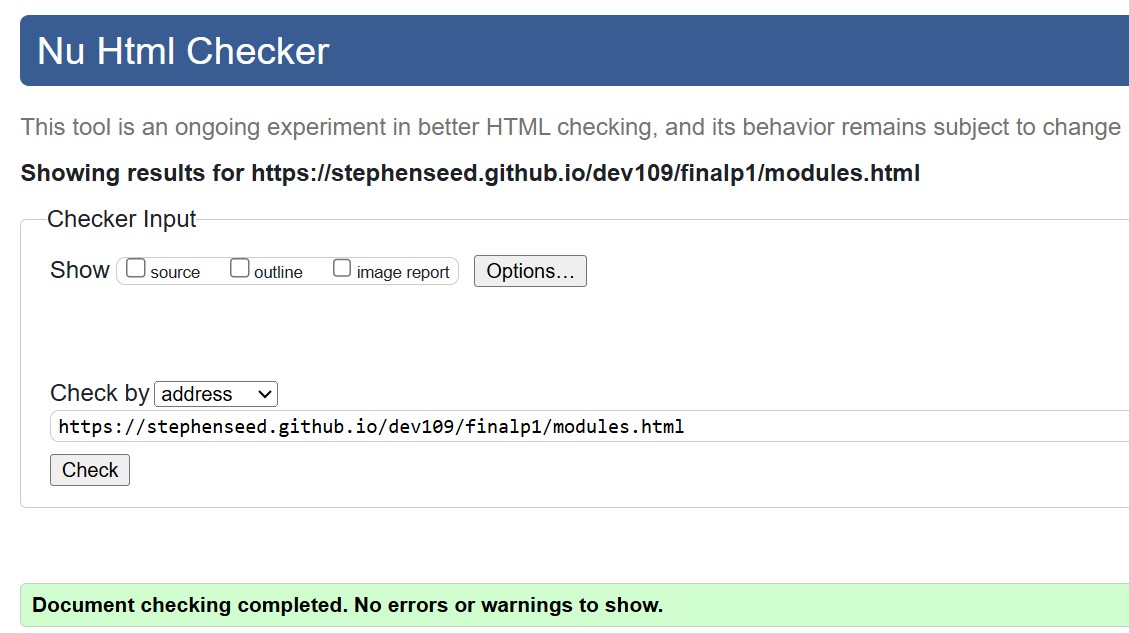 Nu Html Checker
This tool is an ongoing experiment in better HTML checking, and its behavior remains subject to change
Showing results for https://stephenseed.github.io/dev109/finalp1/modules.html
Checker Input
Show source outline image report Options…
Check by address
https://stephenseed.github.io/dev109/finalp1/modules.html
Check
Document checking completed. No errors or warnings to show.